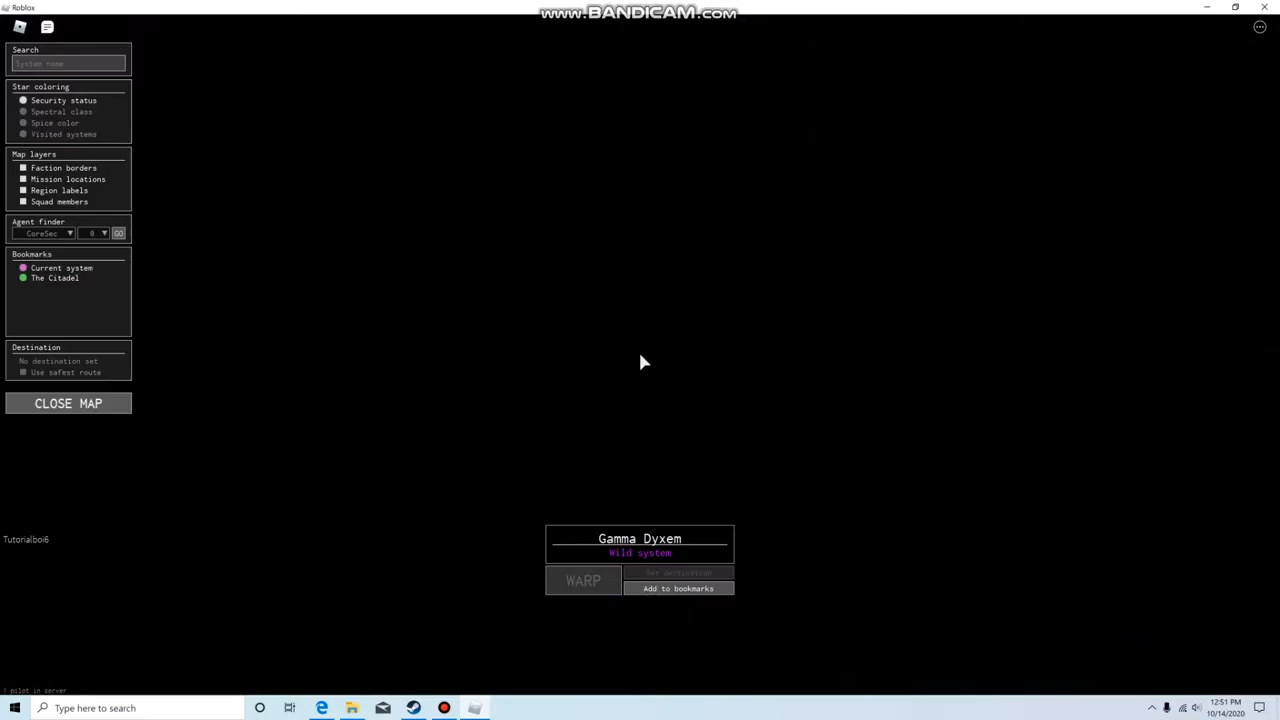 Roblox
www.BANDICAM.com
Search
System name
Star coloring
Security status
Spectral class
Spice color
Visited systems
Map layers
Faction borders
Mission locations
Region labels
Squad members
Agent finder
CoreSec ▼ 0 ▼ GO
Bookmarks
Current system
The Citadel
Destination
No destination set
Use safest route
CLOSE MAP
Tutorialboi6
Gamma Dyxem
Wild system
WARP
Set destination
Add to bookmarks
pilot in server
Type here to search
12:51 PM
10/14/2020